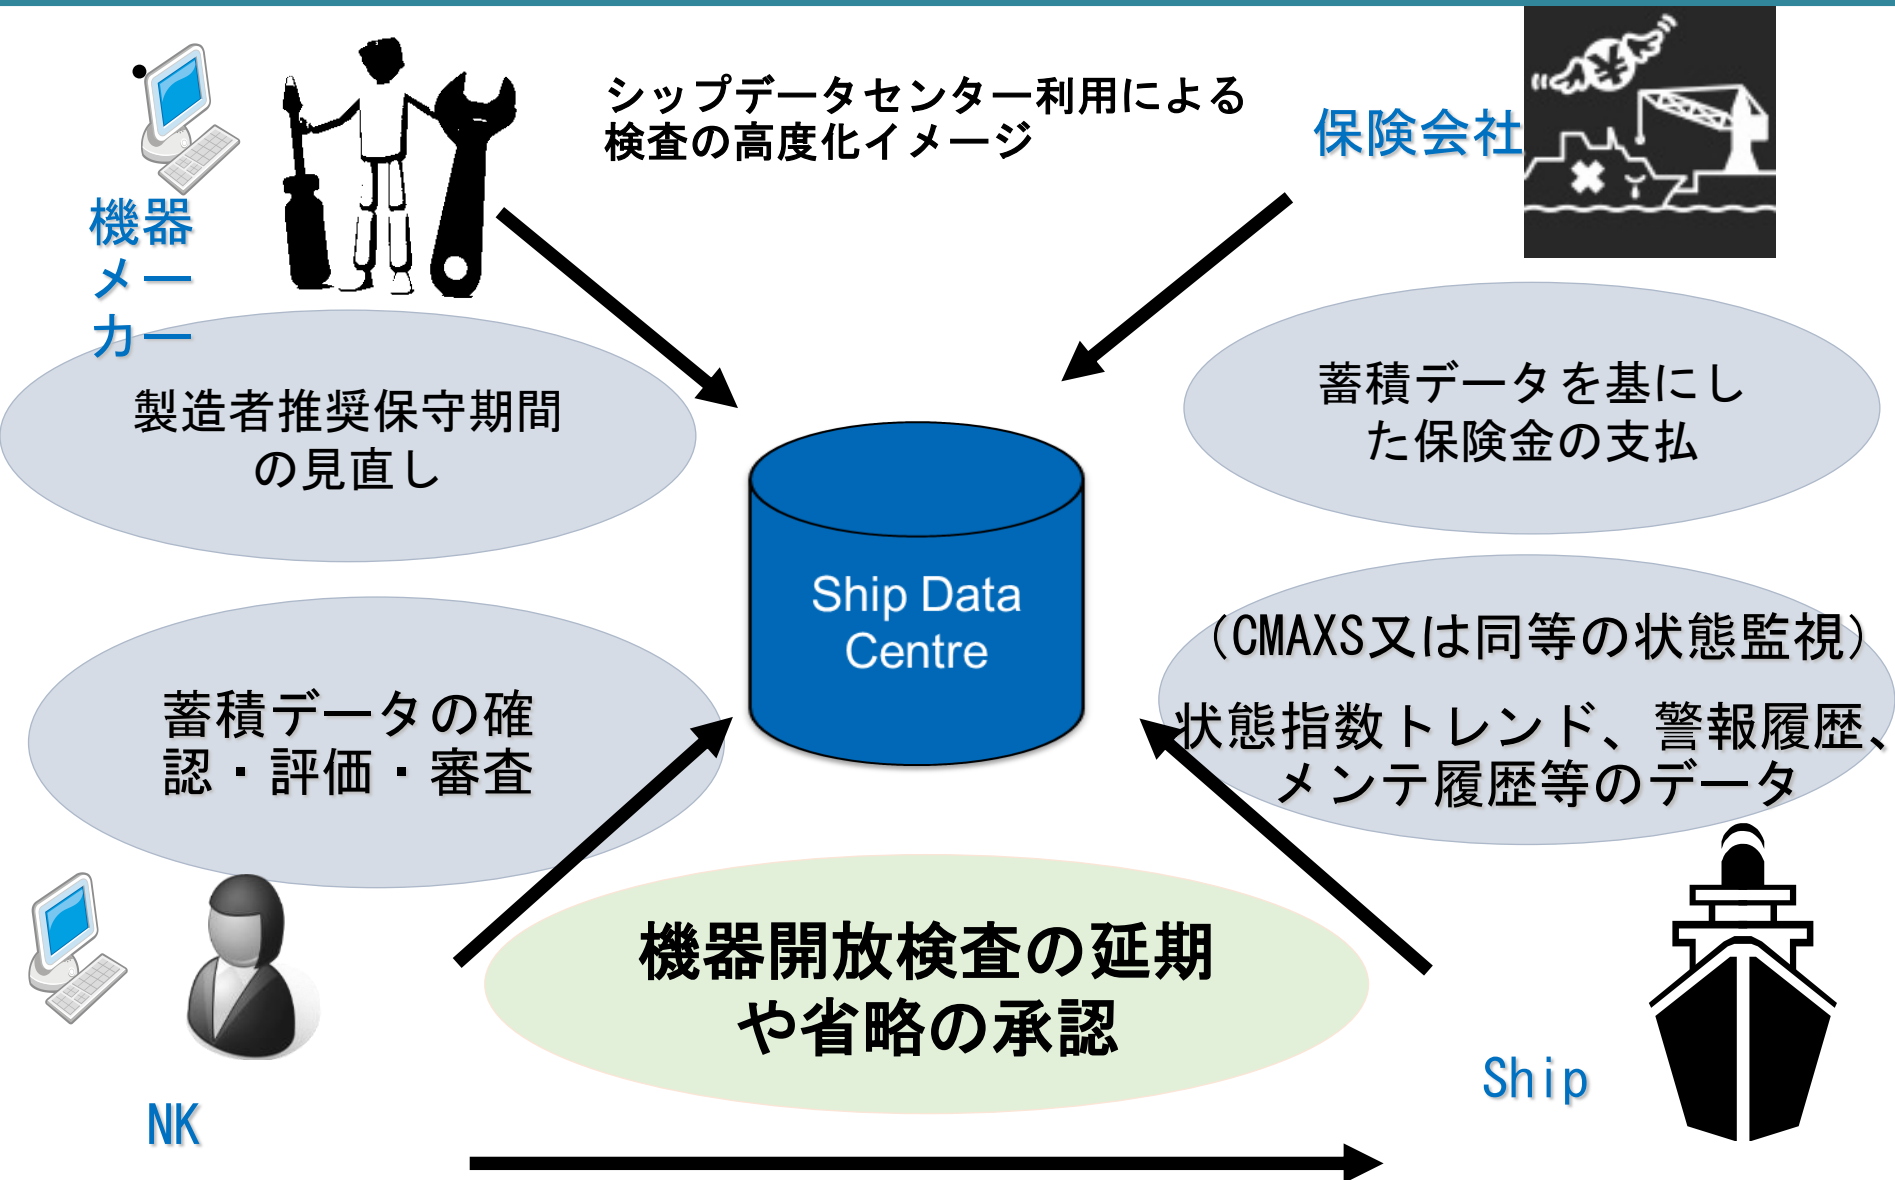 シップデータセンター利用による
検査の高度化イメージ
保険会社
機器
メー
カー
製造者推奨保守期間
の見直し
蓄積データを基にし
た保険金の支払
Ship Data
Centre
(CMAXS又は同等の状態監視)
状態指数トレンド、警報履歴、
メンテ履歴等のデータ
蓄積データの確
認・評価・審査
機器開放検査の延期
や省略の承認
Ship
NK